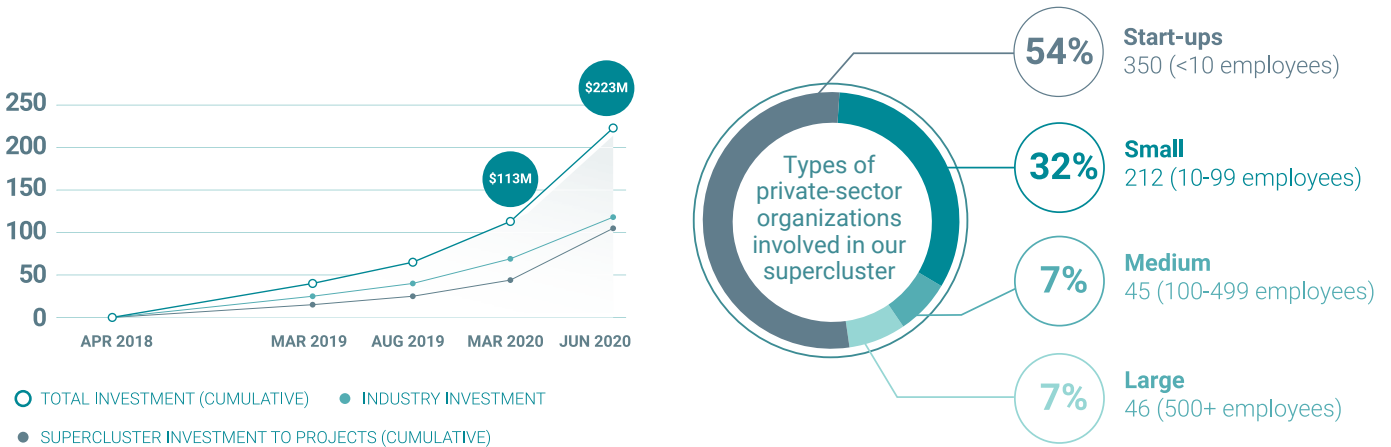 250
200
150
100
50
0
$113M
$223M
APR 2018
MAR 2019
AUG 2019
MAR 2020
JUN 2020
TOTAL INVESTMENT (CUMULATIVE)
INDUSTRY INVESTMENT
SUPERCLUSTER INVESTMENT TO PROJECTS (CUMULATIVE)
Types of
private-sector
organizations
involved in our
supercluster
54%
Start-ups
350 (<10 employees)
32%
Small
212 (10-99 employees)
7%
Medium
45 (100-499 employees)
7%
Large
46 (500+ employees)